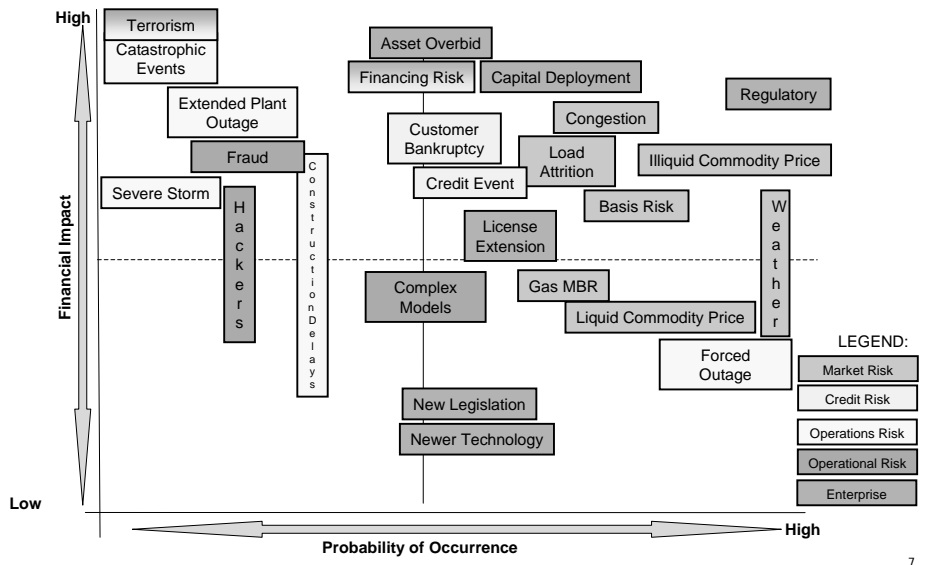 High
Terrorism
Catastrophic
Events
Asset Overbid
Financing Risk
Capital Deployment
Regulatory
Extended Plant
Outage
Congestion
Customer
Bankruptcy
Fraud
Load
Attrition
Illiquid Commodity Price
Construction Delays
Credit Event
Severe Storm
Hackers
Basis Risk
Weather
License
Extension
Financial Impact
Complex
Models
Gas MBR
Liquid Commodity Price
Forced
Outage
LEGEND:
Market Risk
Credit Risk
Operations Risk
Operational Risk
Enterprise
New Legislation
Newer Technology
Low
High
Probability of Occurrence
7